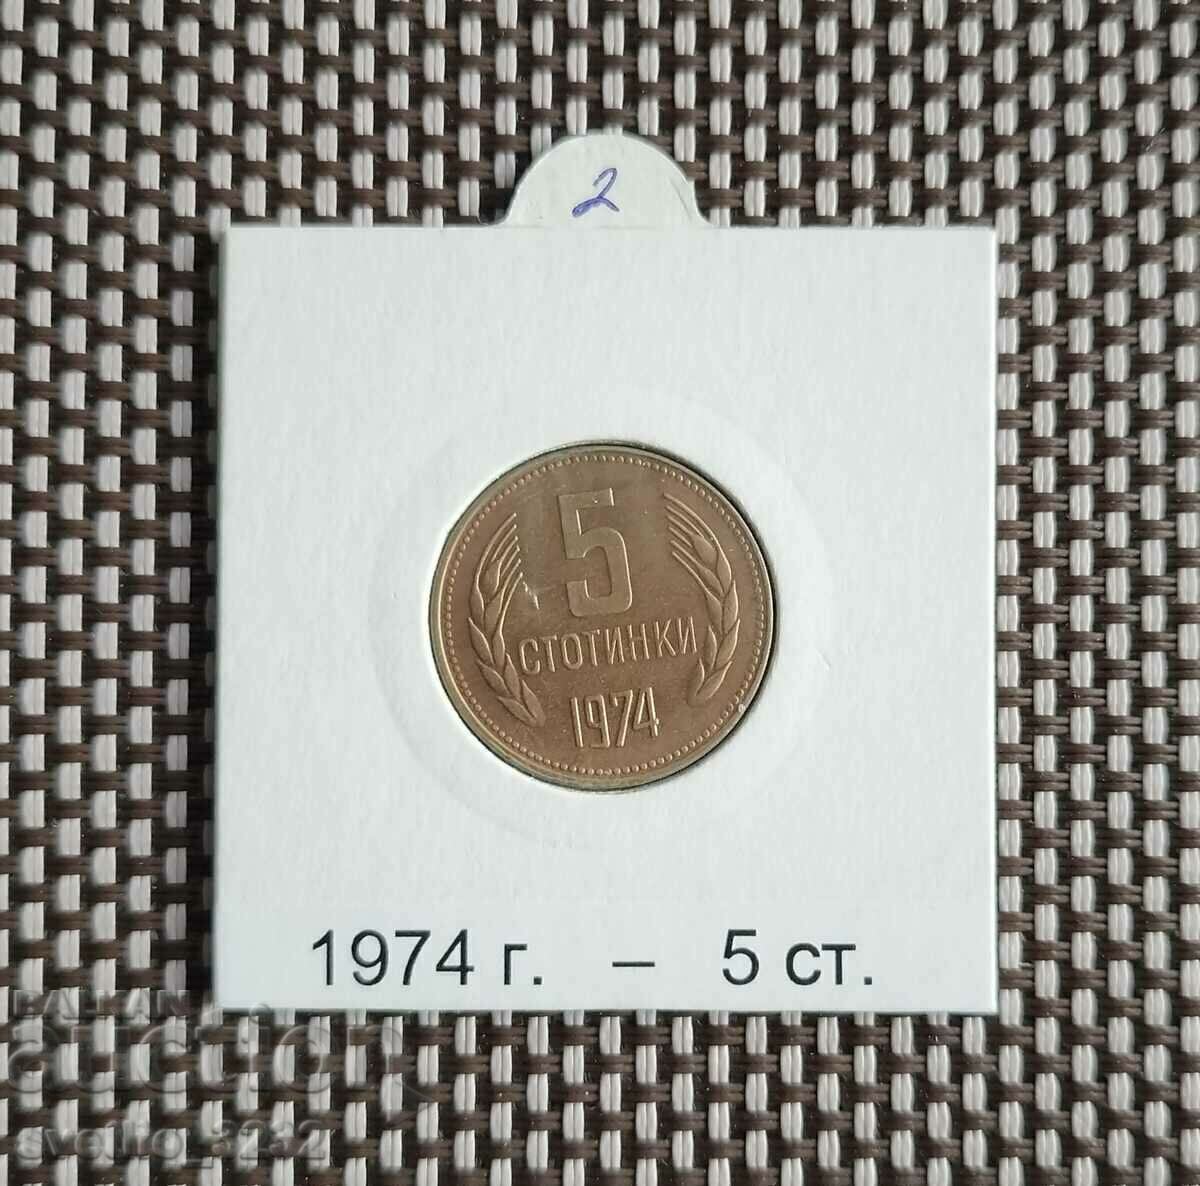 2
5
СТОТИНКИ
1974
1974 г. – 5 ст.
BALKAN
auction
svetlio_3232